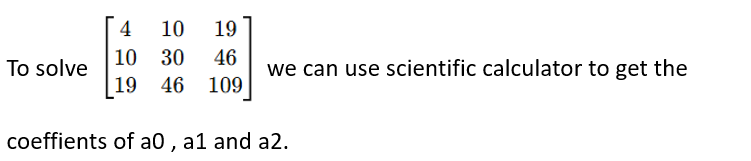 4 10 19
10 30 46
To solve we can use scientific calculator to get the
19 46 109
coeffients of a0 , a1 and a2.